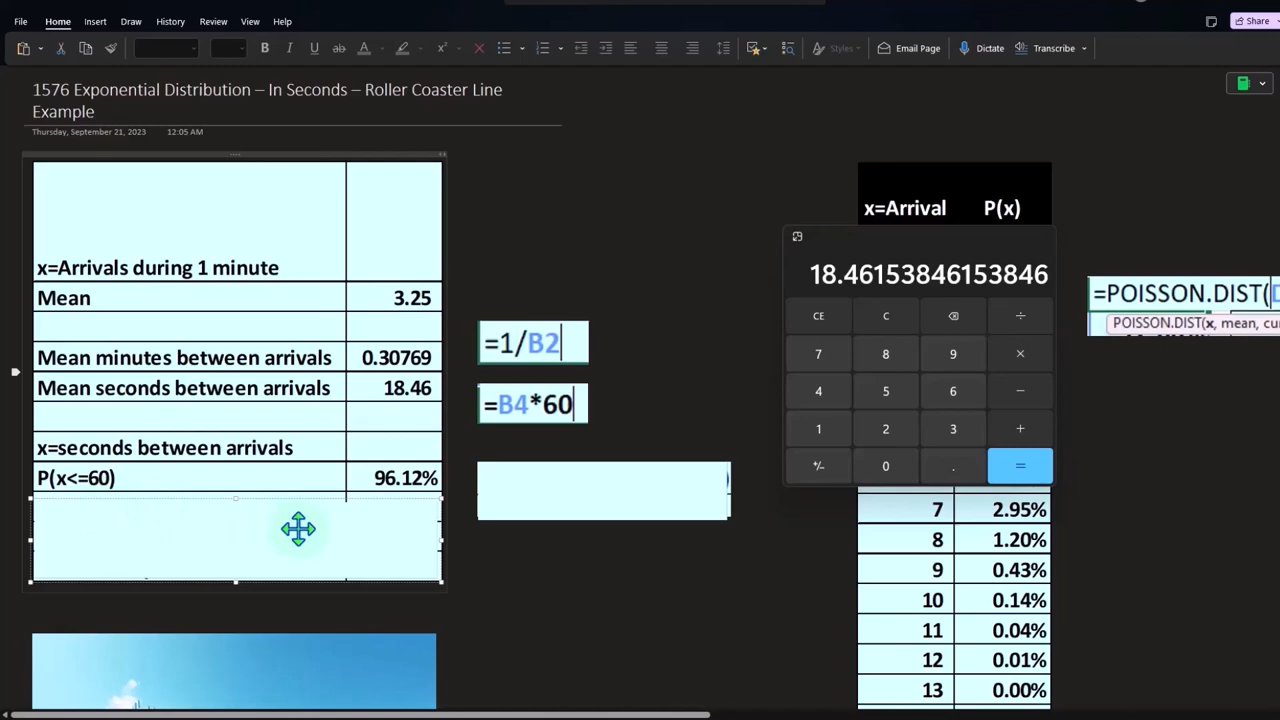 File Home Insert Draw History Review View Help
Share
B I U ab A x² Styles Email Page Dictate Transcribe
1576 Exponential Distribution – In Seconds – Roller Coaster Line
Example
Thursday, September 21, 2023 12:05 AM
x=Arrivals during 1 minute
Mean 3.25
Mean minutes between arrivals 0.30769
Mean seconds between arrivals 18.46
x=seconds between arrivals
P(x<=60) 96.12%
=1/B2
=B4*60
x=Arrival P(x)
18.46153846153846
CE C ÷
7 8 9 ×
4 5 6 −
1 2 3 +
+/- 0 . =
7 2.95%
8 1.20%
9 0.43%
10 0.14%
11 0.04%
12 0.01%
13 0.00%
=POISSON.DIST(
POISSON.DIST(x, mean, cu